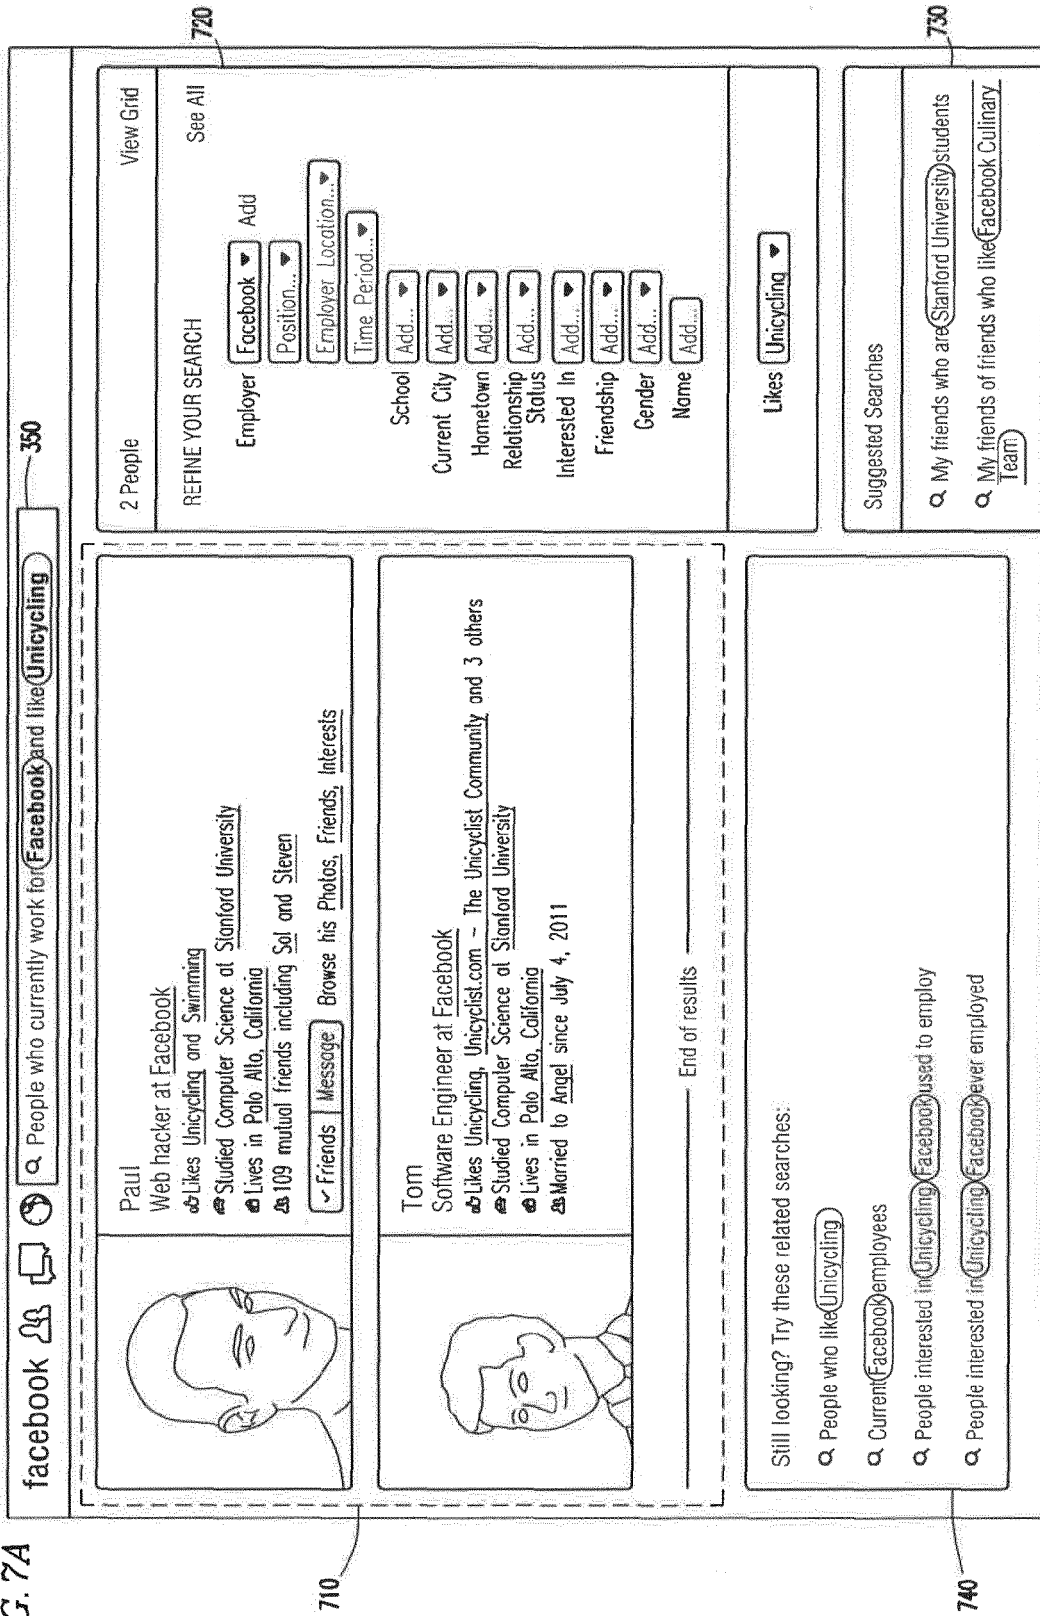 G. 7A
facebook
People who currently work for Facebook and like Unicycling
350
710
Paul
Web hacker at Facebook
Likes Unicycling and Swimming
Studied Computer Science at Stanford University
Lives in Palo Alto, California
109 mutual friends including Sol and Steven
Friends Message Browse his Photos, Friends, Interests
Tom
Software Engineer at Facebook
Likes Unicycling, Unicyclist.com - The Unicyclist Community and 3 others
Studied Computer Science at Stanford University
Lives in Palo Alto, California
Married to Angel since July 4, 2011
End of results
720
2 People View Grid
REFINE YOUR SEARCH See All
Employer Facebook Add
Position...
Employer Location...
Time Period...
School Add...
Current City Add...
Hometown Add...
Relationship Add...
Status
Interested In Add...
Friendship Add...
Gender Add...
Name Add...
Likes Unicycling
740
Still looking? Try these related searches:
People who like Unicycling
Current Facebook employees
People interested in Unicycling Facebook used to employ
People interested in Unicycling Facebook ever employed
730
Suggested Searches
My friends who are Stanford University students
My friends of friends who like Facebook Culinary
Team